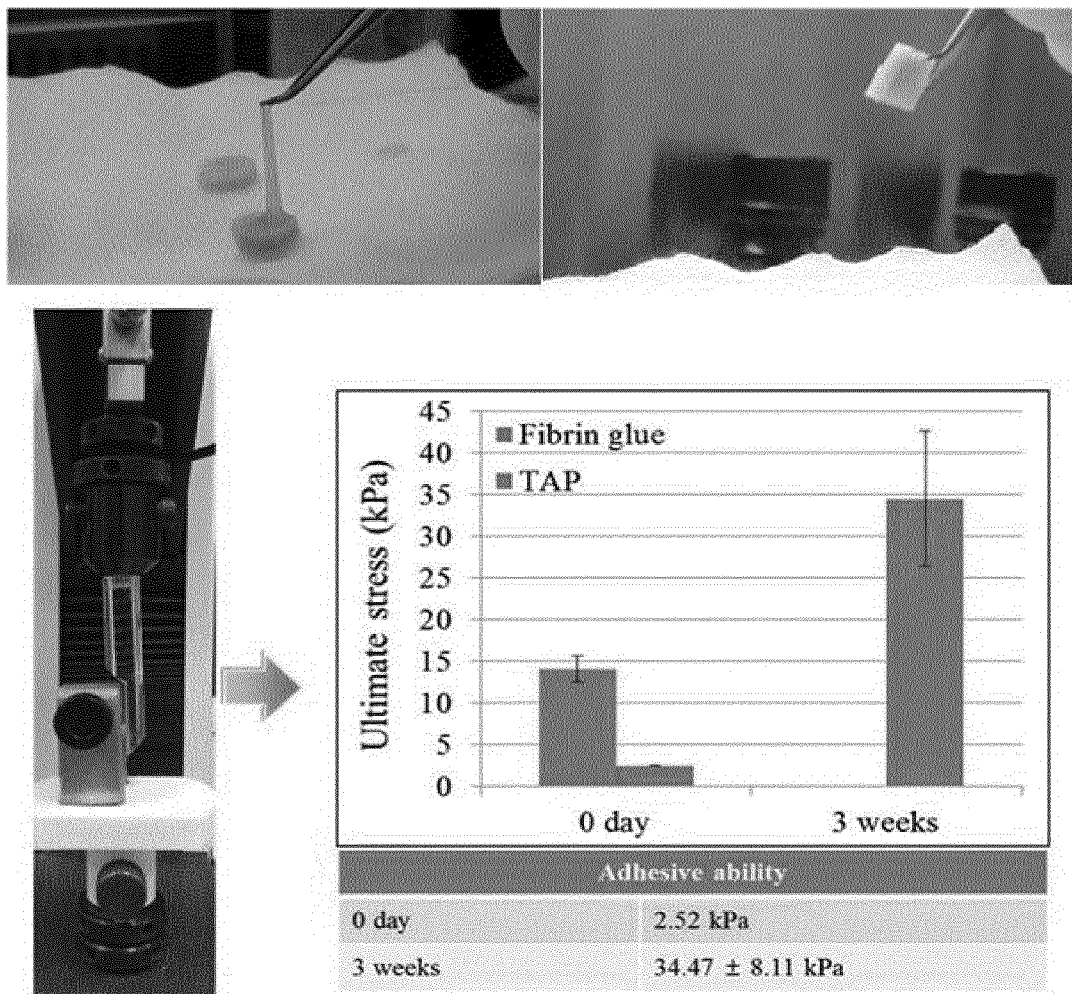 45
40
35
30
25
20
15
10
5
0
Ultimate stress (kPa)
Fibrin glue
TAP
0 day 3 weeks
Adhesive ability
0 day 2.52 kPa
3 weeks 34.47 ± 8.11 kPa